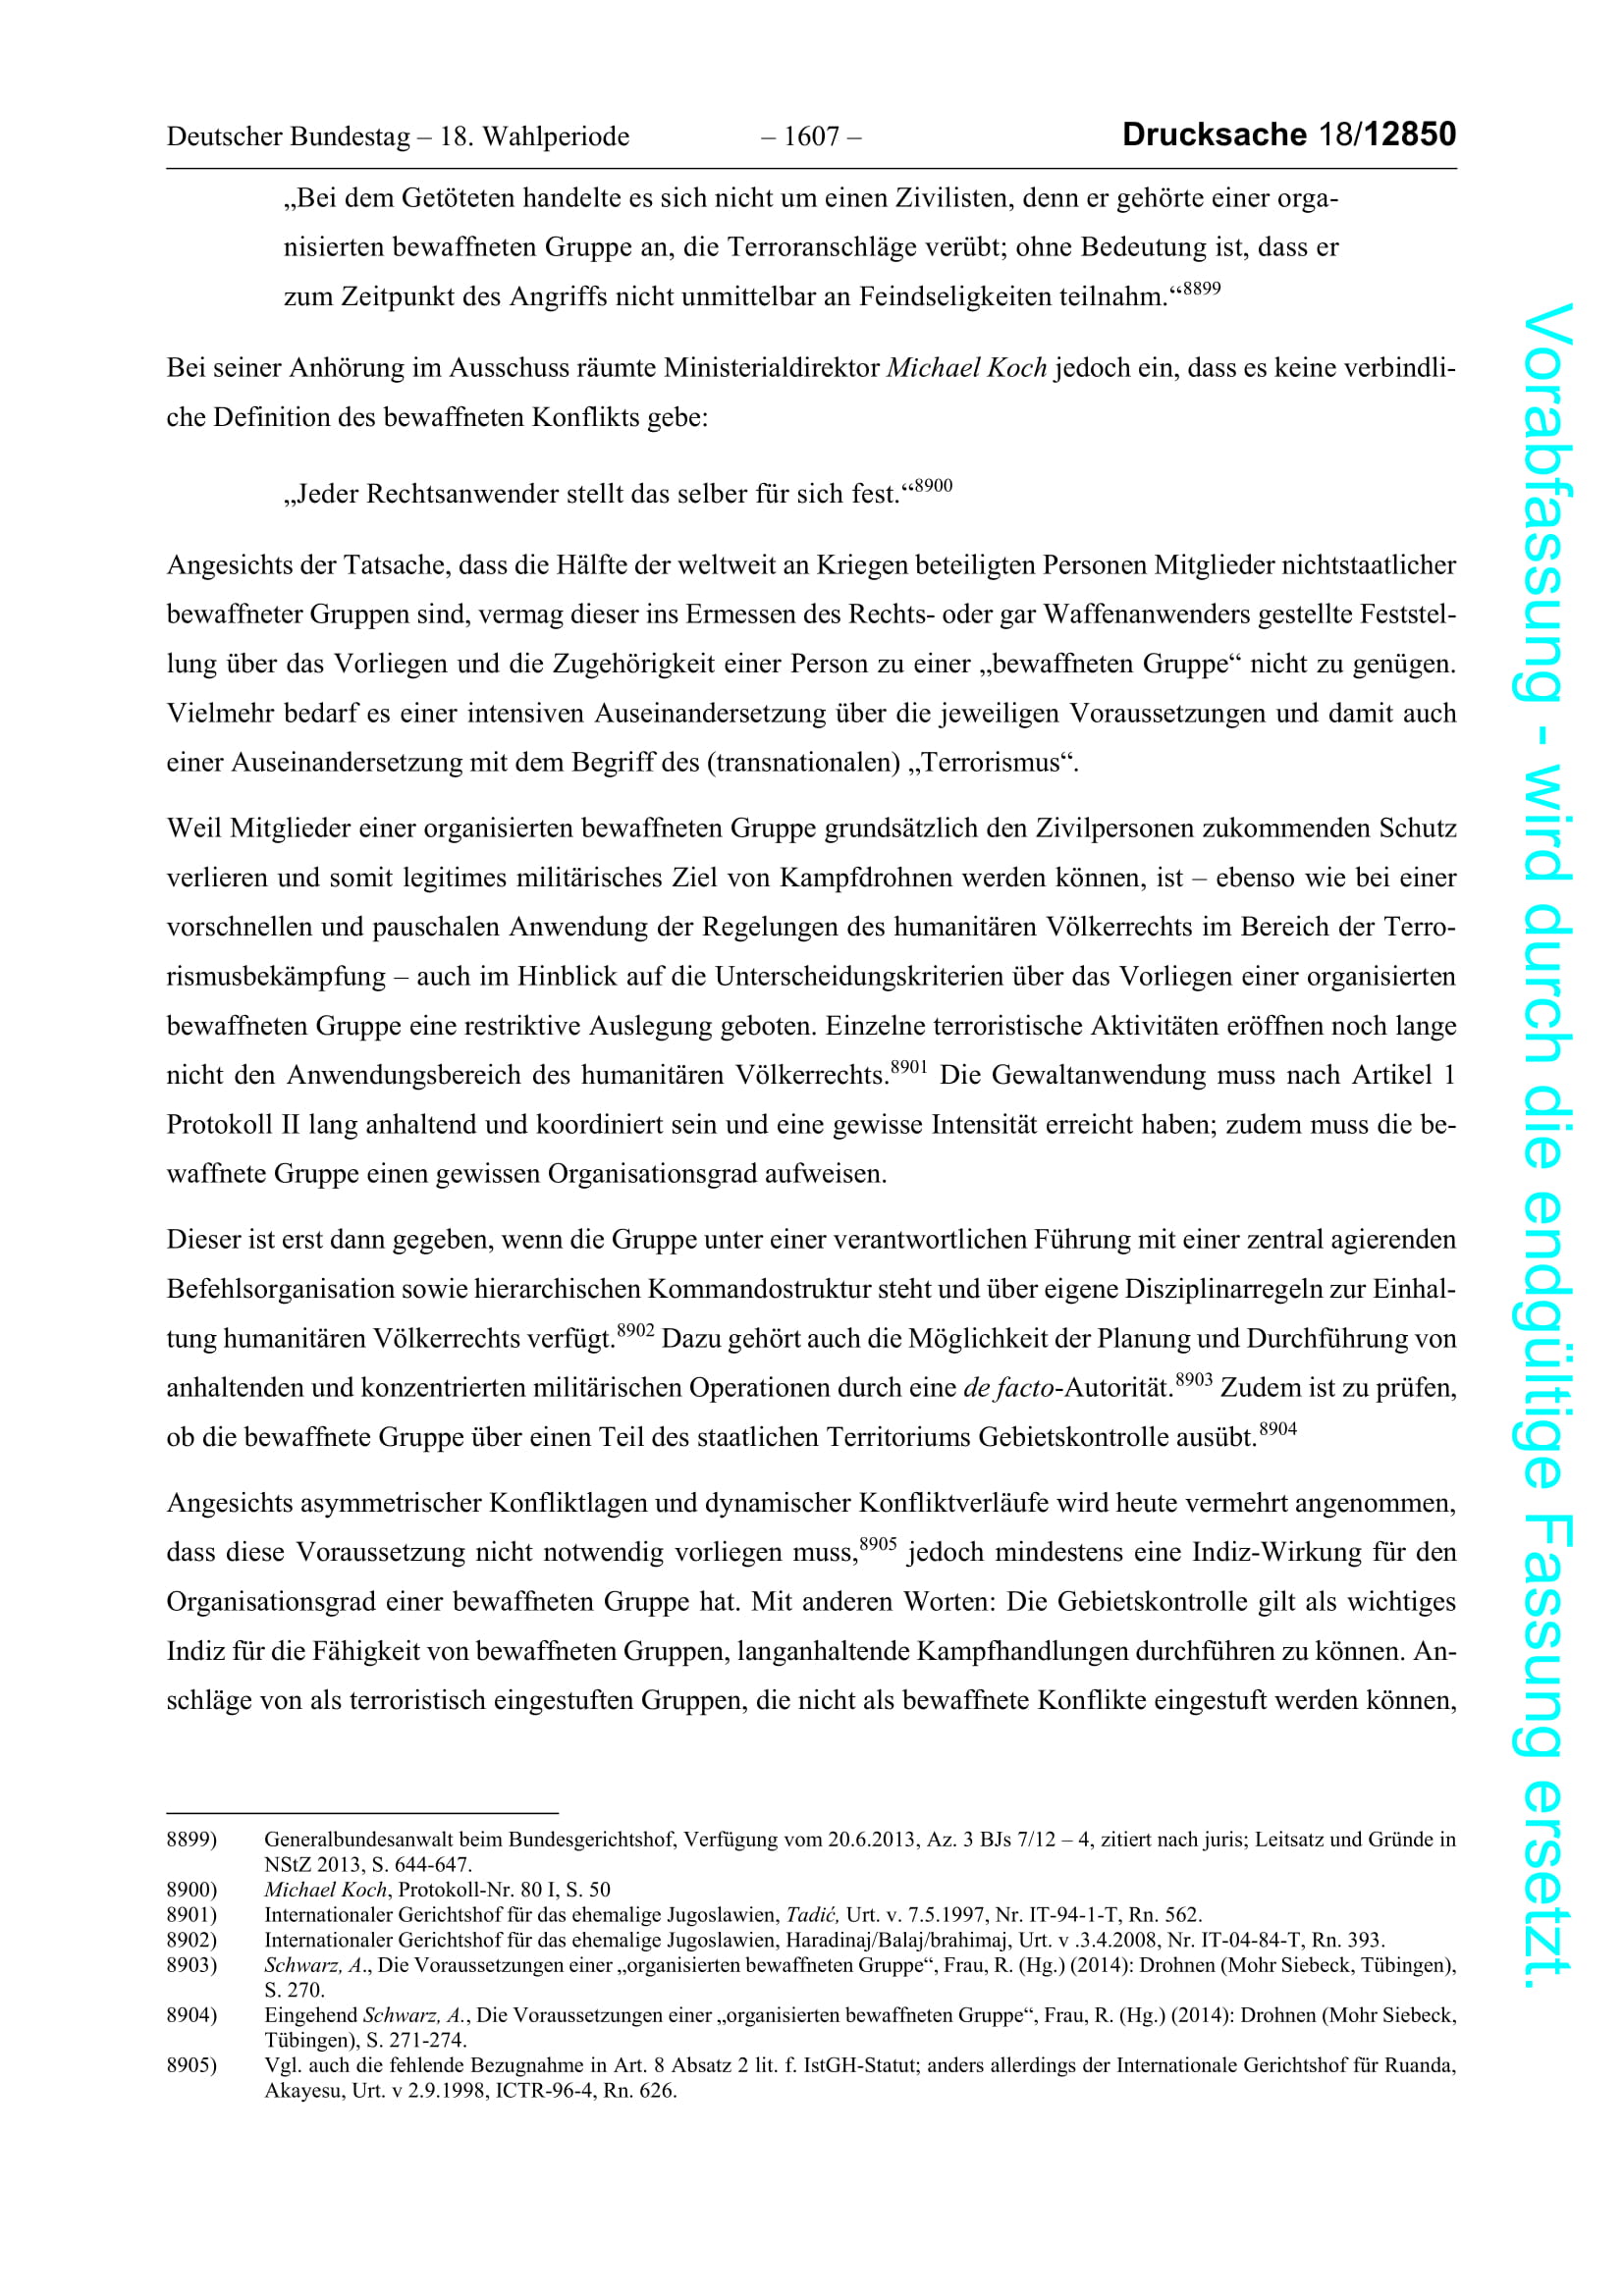 Deutscher Bundestag – 18. Wahlperiode – 1607 – Drucksache 18/12850
„Bei dem Getöteten handelte es sich nicht um einen Zivilisten, denn er gehörte einer orga-
nisierten bewaffneten Gruppe an, die Terroranschläge verübt; ohne Bedeutung ist, dass er
zum Zeitpunkt des Angriffs nicht unmittelbar an Feindseligkeiten teilnahm.“8899
Bei seiner Anhörung im Ausschuss räumte Ministerialdirektor Michael Koch jedoch ein, dass es keine verbindli-
che Definition des bewaffneten Konflikts gebe:
„Jeder Rechtsanwender stellt das selber für sich fest.“8900
Angesichts der Tatsache, dass die Hälfte der weltweit an Kriegen beteiligten Personen Mitglieder nichtstaatlicher
bewaffneter Gruppen sind, vermag dieser ins Ermessen des Rechts- oder gar Waffenanwenders gestellte Feststel-
lung über das Vorliegen und die Zugehörigkeit einer Person zu einer „bewaffneten Gruppe“ nicht zu genügen.
Vielmehr bedarf es einer intensiven Auseinandersetzung über die jeweiligen Voraussetzungen und damit auch
einer Auseinandersetzung mit dem Begriff des (transnationalen) „Terrorismus“.
Weil Mitglieder einer organisierten bewaffneten Gruppe grundsätzlich den Zivilpersonen zukommenden Schutz
verlieren und somit legitimes militärisches Ziel von Kampfdrohnen werden können, ist – ebenso wie bei einer
vorschnellen und pauschalen Anwendung der Regelungen des humanitären Völkerrechts im Bereich der Terro-
rismusbekämpfung – auch im Hinblick auf die Unterscheidungskriterien über das Vorliegen einer organisierten
bewaffneten Gruppe eine restriktive Auslegung geboten. Einzelne terroristische Aktivitäten eröffnen noch lange
nicht den Anwendungsbereich des humanitären Völkerrechts.8901 Die Gewaltanwendung muss nach Artikel 1
Protokoll II lang anhaltend und koordiniert sein und eine gewisse Intensität erreicht haben; zudem muss die be-
waffnete Gruppe einen gewissen Organisationsgrad aufweisen.
Dieser ist erst dann gegeben, wenn die Gruppe unter einer verantwortlichen Führung mit einer zentral agierenden
Befehlsorganisation sowie hierarchischen Kommandostruktur steht und über eigene Disziplinarregeln zur Einhal-
tung humanitären Völkerrechts verfügt.8902 Dazu gehört auch die Möglichkeit der Planung und Durchführung von
anhaltenden und konzentrierten militärischen Operationen durch eine de facto-Autorität.8903 Zudem ist zu prüfen,
ob die bewaffnete Gruppe über einen Teil des staatlichen Territoriums Gebietskontrolle ausübt.8904
Angesichts asymmetrischer Konfliktlagen und dynamischer Konfliktverläufe wird heute vermehrt angenommen,
dass diese Voraussetzung nicht notwendig vorliegen muss,8905 jedoch mindestens eine Indiz-Wirkung für den
Organisationsgrad einer bewaffneten Gruppe hat. Mit anderen Worten: Die Gebietskontrolle gilt als wichtiges
Indiz für die Fähigkeit von bewaffneten Gruppen, langanhaltende Kampfhandlungen durchführen zu können. An-
schläge von als terroristisch eingestuften Gruppen, die nicht als bewaffnete Konflikte eingestuft werden können,
8899) Generalbundesanwalt beim Bundesgerichtshof, Verfügung vom 20.6.2013, Az. 3 BJs 7/12 – 4, zitiert nach juris; Leitsatz und Gründe in
NStZ 2013, S. 644-647.
8900) Michael Koch, Protokoll-Nr. 80 I, S. 50
8901) Internationaler Gerichtshof für das ehemalige Jugoslawien, Tadić, Urt. v. 7.5.1997, Nr. IT-94-1-T, Rn. 562.
8902) Internationaler Gerichtshof für das ehemalige Jugoslawien, Haradinaj/Balaj/brahimaj, Urt. v .3.4.2008, Nr. IT-04-84-T, Rn. 393.
8903) Schwarz, A., Die Voraussetzungen einer „organisierten bewaffneten Gruppe“, Frau, R. (Hg.) (2014): Drohnen (Mohr Siebeck, Tübingen),
S. 270.
8904) Eingehend Schwarz, A., Die Voraussetzungen einer „organisierten bewaffneten Gruppe“, Frau, R. (Hg.) (2014): Drohnen (Mohr Siebeck,
Tübingen), S. 271-274.
8905) Vgl. auch die fehlende Bezugnahme in Art. 8 Absatz 2 lit. f. IstGH-Statut; anders allerdings der Internationale Gerichtshof für Ruanda,
Akayesu, Urt. v 2.9.1998, ICTR-96-4, Rn. 626.
Vorabfassung - wird durch die endgültige Fassung ersetzt.